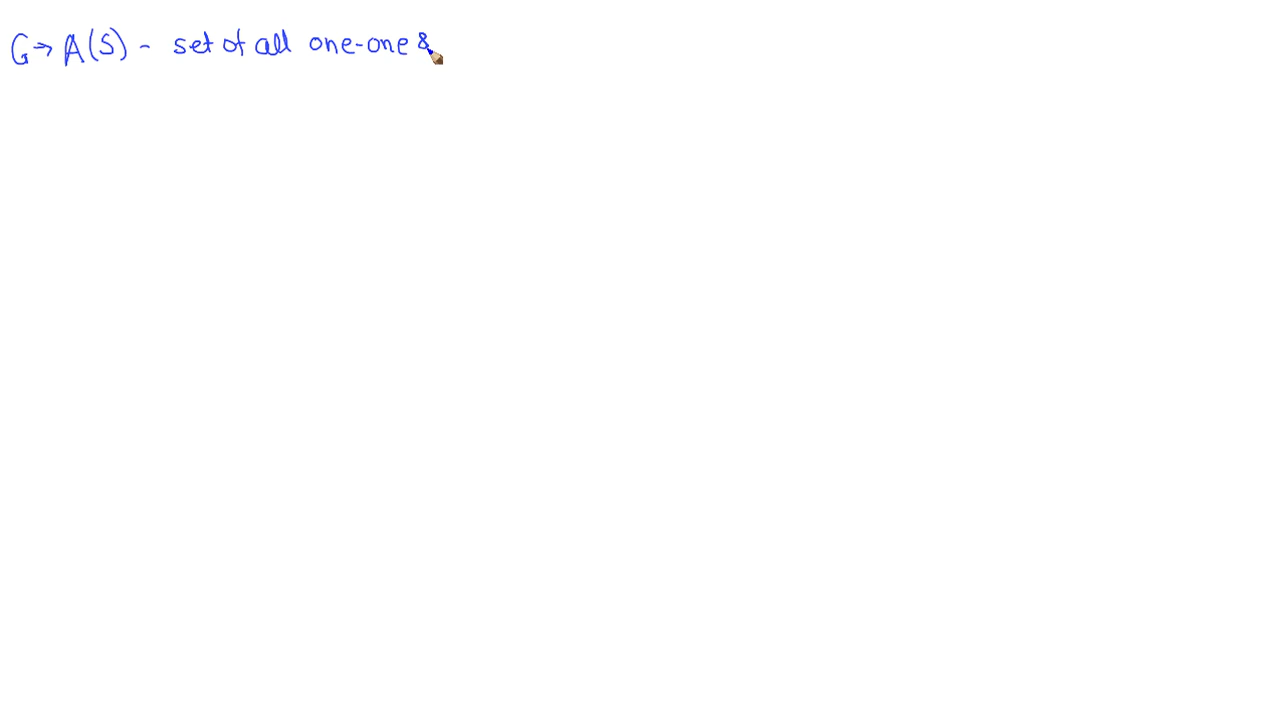 G→ A(S) - set of all one-one &